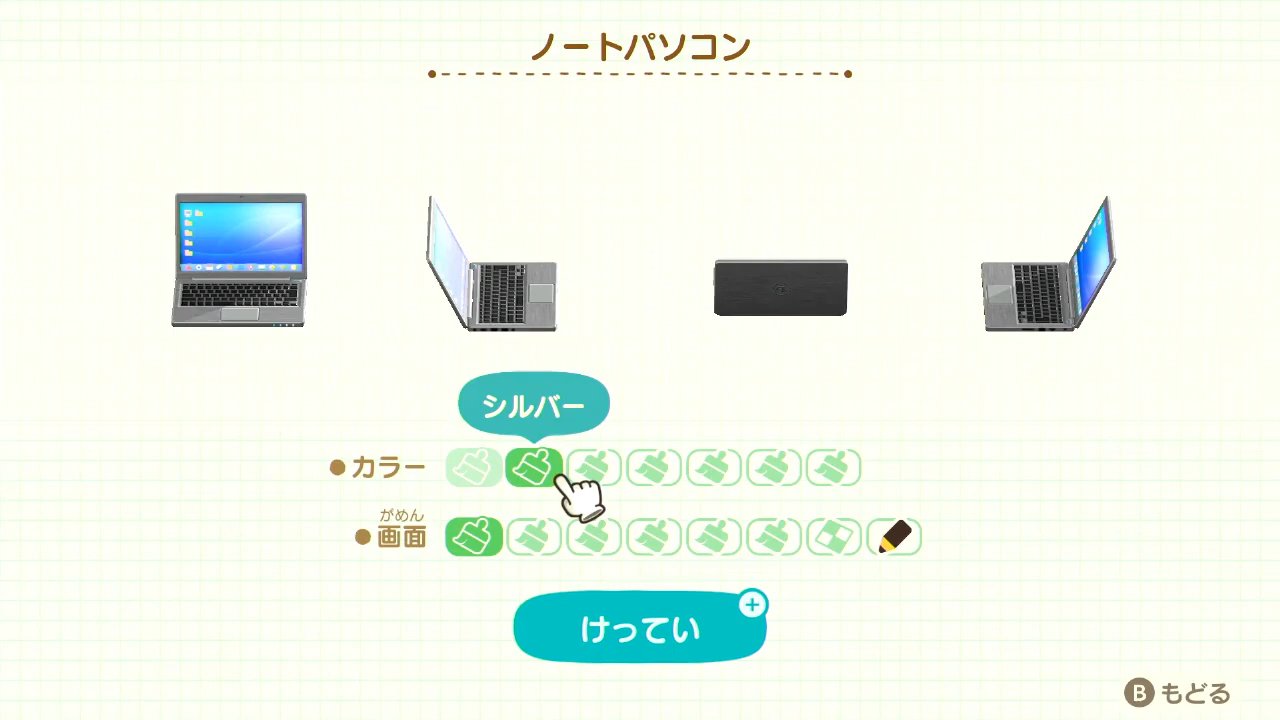 ノートパソコン
シルバー
カラー
がめん
画面
けってい
B もどる